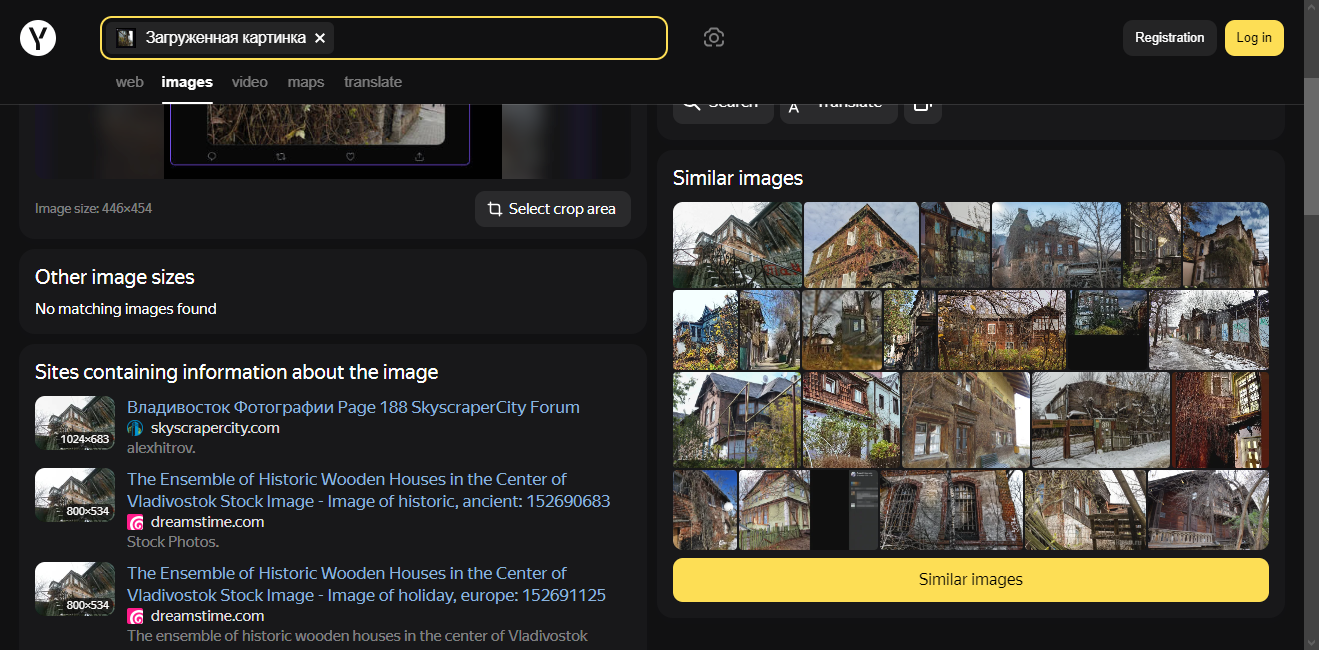 Y
Загруженная картинка
Registration
Log in
web images video maps translate
Search
Translate
Image size: 446×454
Select crop area
Other image sizes
No matching images found
Sites containing information about the image
1024×683
Владивосток Фотографии Page 188 SkyscraperCity Forum
skyscrapercity.com
alexhitrov.
800×534
The Ensemble of Historic Wooden Houses in the Center of
Vladivostok Stock Image - Image of historic, ancient: 152690683
dreamstime.com
Stock Photos.
800×534
The Ensemble of Historic Wooden Houses in the Center of
Vladivostok Stock Image - Image of holiday, europe: 152691125
dreamstime.com
The ensemble of historic wooden houses in the center of Vladivostok
Similar images
Similar images